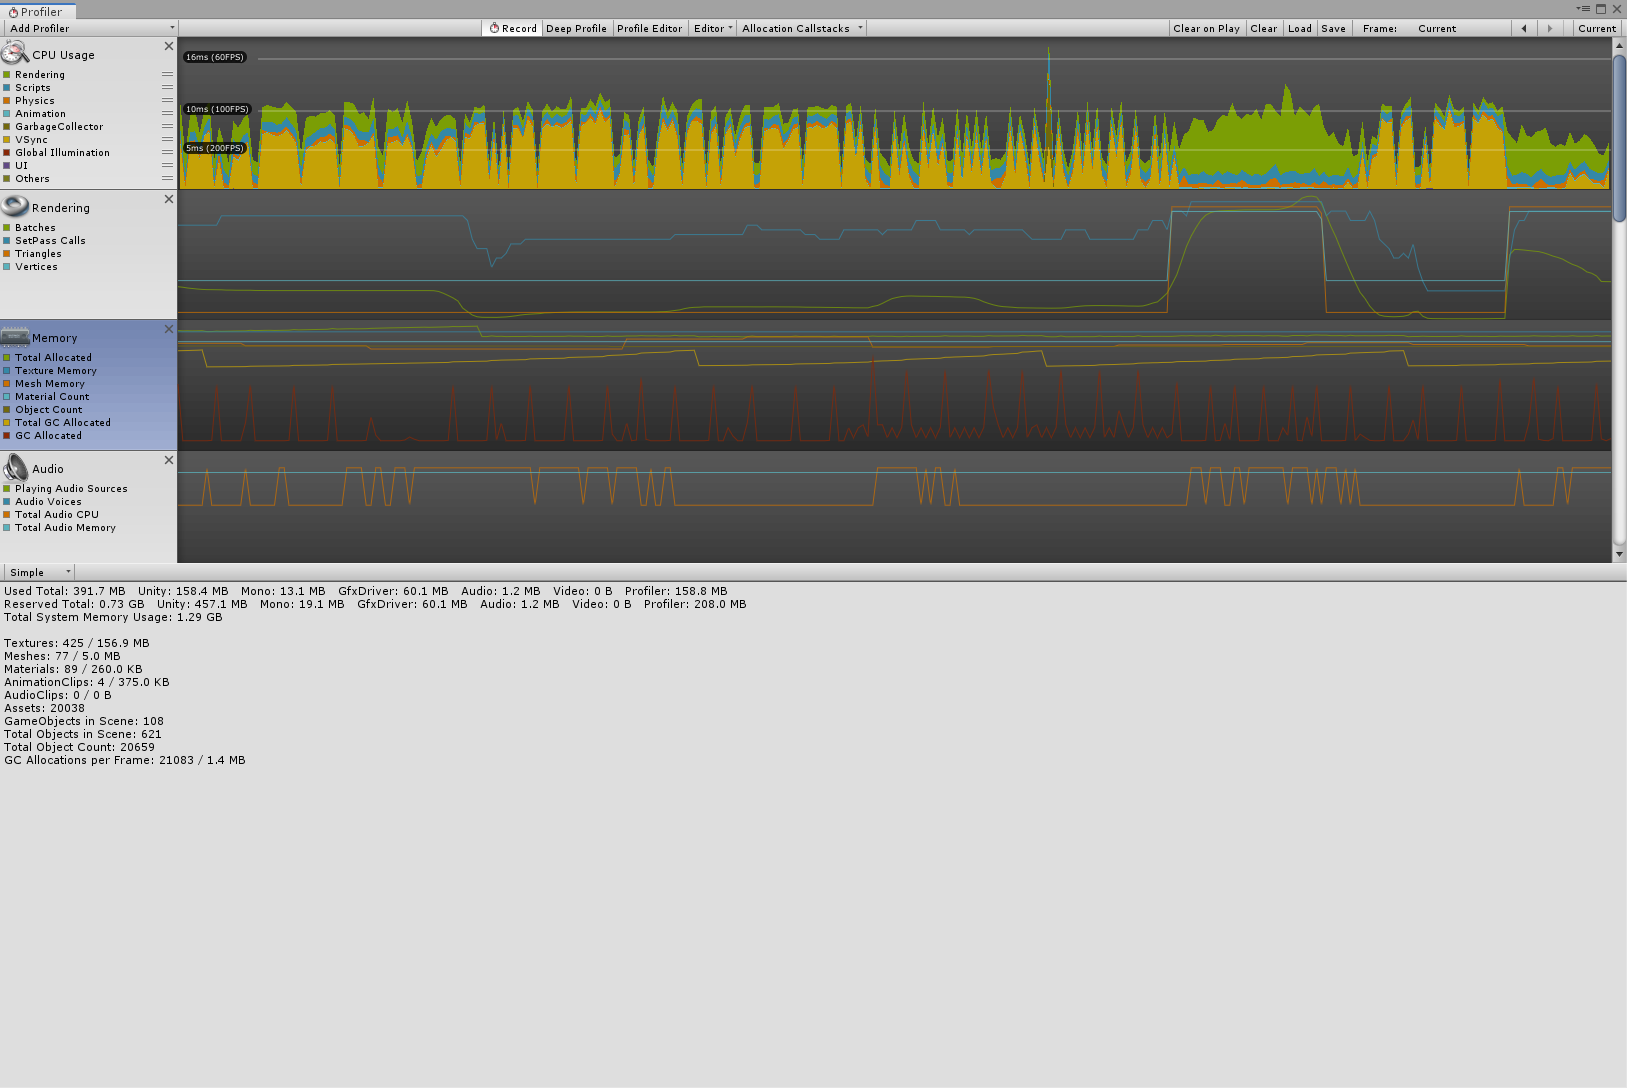 Profiler
Add Profiler
Record Deep Profile Profile Editor Editor Allocation Callstacks Clear on Play Clear Load Save Frame: Current Current
CPU Usage
Rendering
Scripts
Physics
Animation
GarbageCollector
VSync
Global Illumination
UI
Others
16ms (60FPS)
10ms (100FPS)
5ms (200FPS)
Rendering
Batches
SetPass Calls
Triangles
Vertices
Memory
Total Allocated
Texture Memory
Mesh Memory
Material Count
Object Count
Total GC Allocated
GC Allocated
Audio
Playing Audio Sources
Audio Voices
Total Audio CPU
Total Audio Memory
Simple
Used Total: 391.7 MB Unity: 158.4 MB Mono: 13.1 MB GfxDriver: 60.1 MB Audio: 1.2 MB Video: 0 B Profiler: 158.8 MB
Reserved Total: 0.73 GB Unity: 457.1 MB Mono: 19.1 MB GfxDriver: 60.1 MB Audio: 1.2 MB Video: 0 B Profiler: 208.0 MB
Total System Memory Usage: 1.29 GB
Textures: 425 / 156.9 MB
Meshes: 77 / 5.0 MB
Materials: 89 / 260.0 KB
AnimationClips: 4 / 375.0 KB
AudioClips: 0 / 0 B
Assets: 20038
GameObjects in Scene: 108
Total Objects in Scene: 621
Total Object Count: 20659
GC Allocations per Frame: 21083 / 1.4 MB